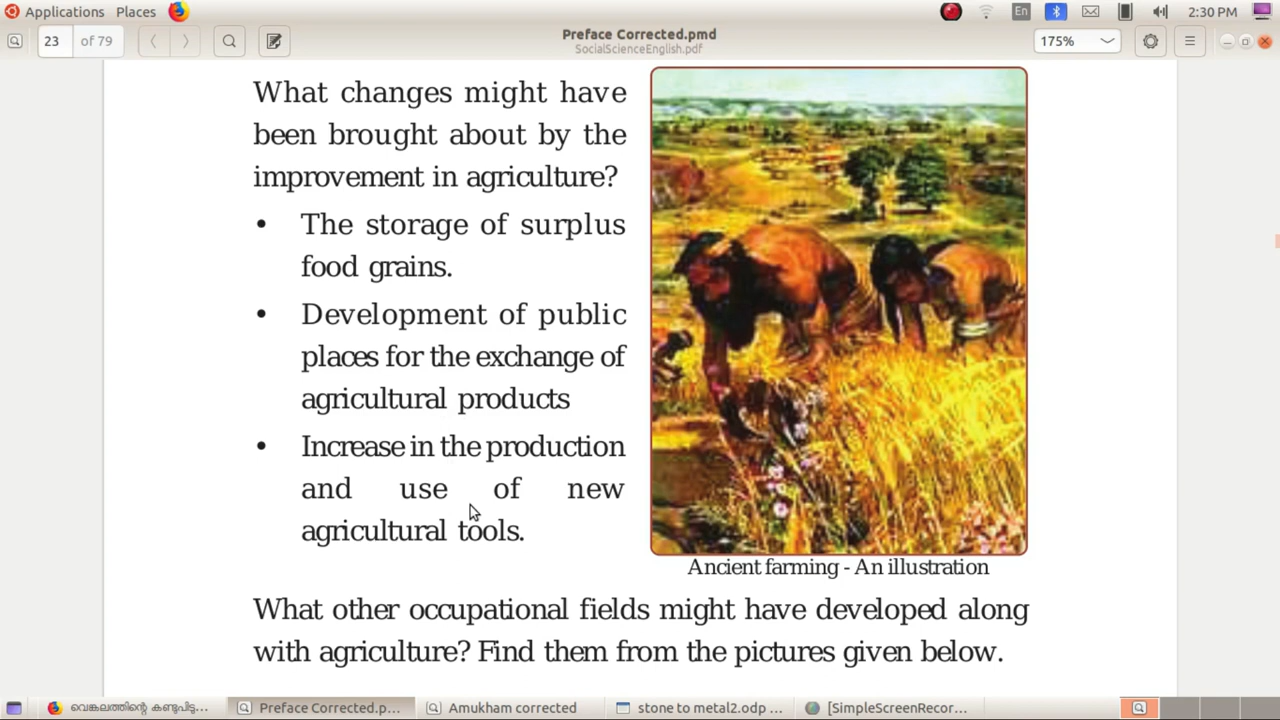 Applications Places En 2:30 PM
23 of 79 Preface Corrected.pmd 175%
SocialScienceEnglish.pdf
What changes might have
been brought about by the
improvement in agriculture?
• The storage of surplus
food grains.
• Development of public
places for the exchange of
agricultural products
• Increase in the production
and use of new
agricultural tools.
Ancient farming - An illustration
What other occupational fields might have developed along
with agriculture? Find them from the pictures given below.
വെങ്കലത്തിന്റെ കണ്ടുപിടു... Preface Corrected.p... Amukham corrected stone to metal2.odp ... [SimpleScreenRecor...